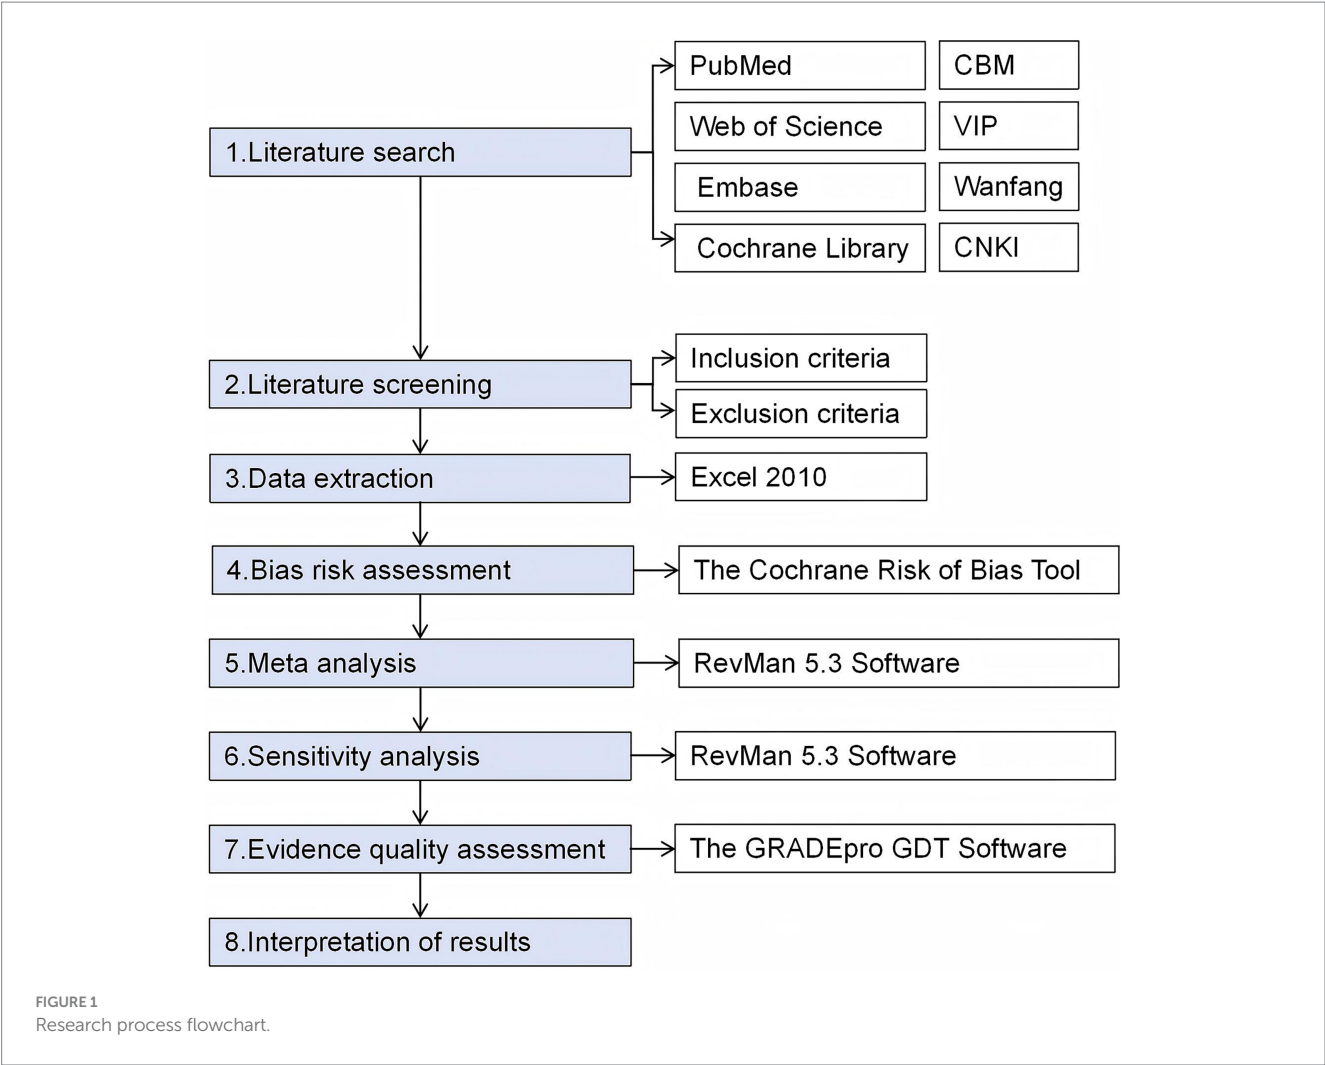 1.Literature search
PubMed
CBM
Web of Science
VIP
Embase
Wanfang
Cochrane Library
CNKI
2.Literature screening
Inclusion criteria
Exclusion criteria
3.Data extraction
Excel 2010
4.Bias risk assessment
The Cochrane Risk of Bias Tool
5.Meta analysis
RevMan 5.3 Software
6.Sensitivity analysis
RevMan 5.3 Software
7.Evidence quality assessment
The GRADEpro GDT Software
8.Interpretation of results
FIGURE 1
Research process flowchart.